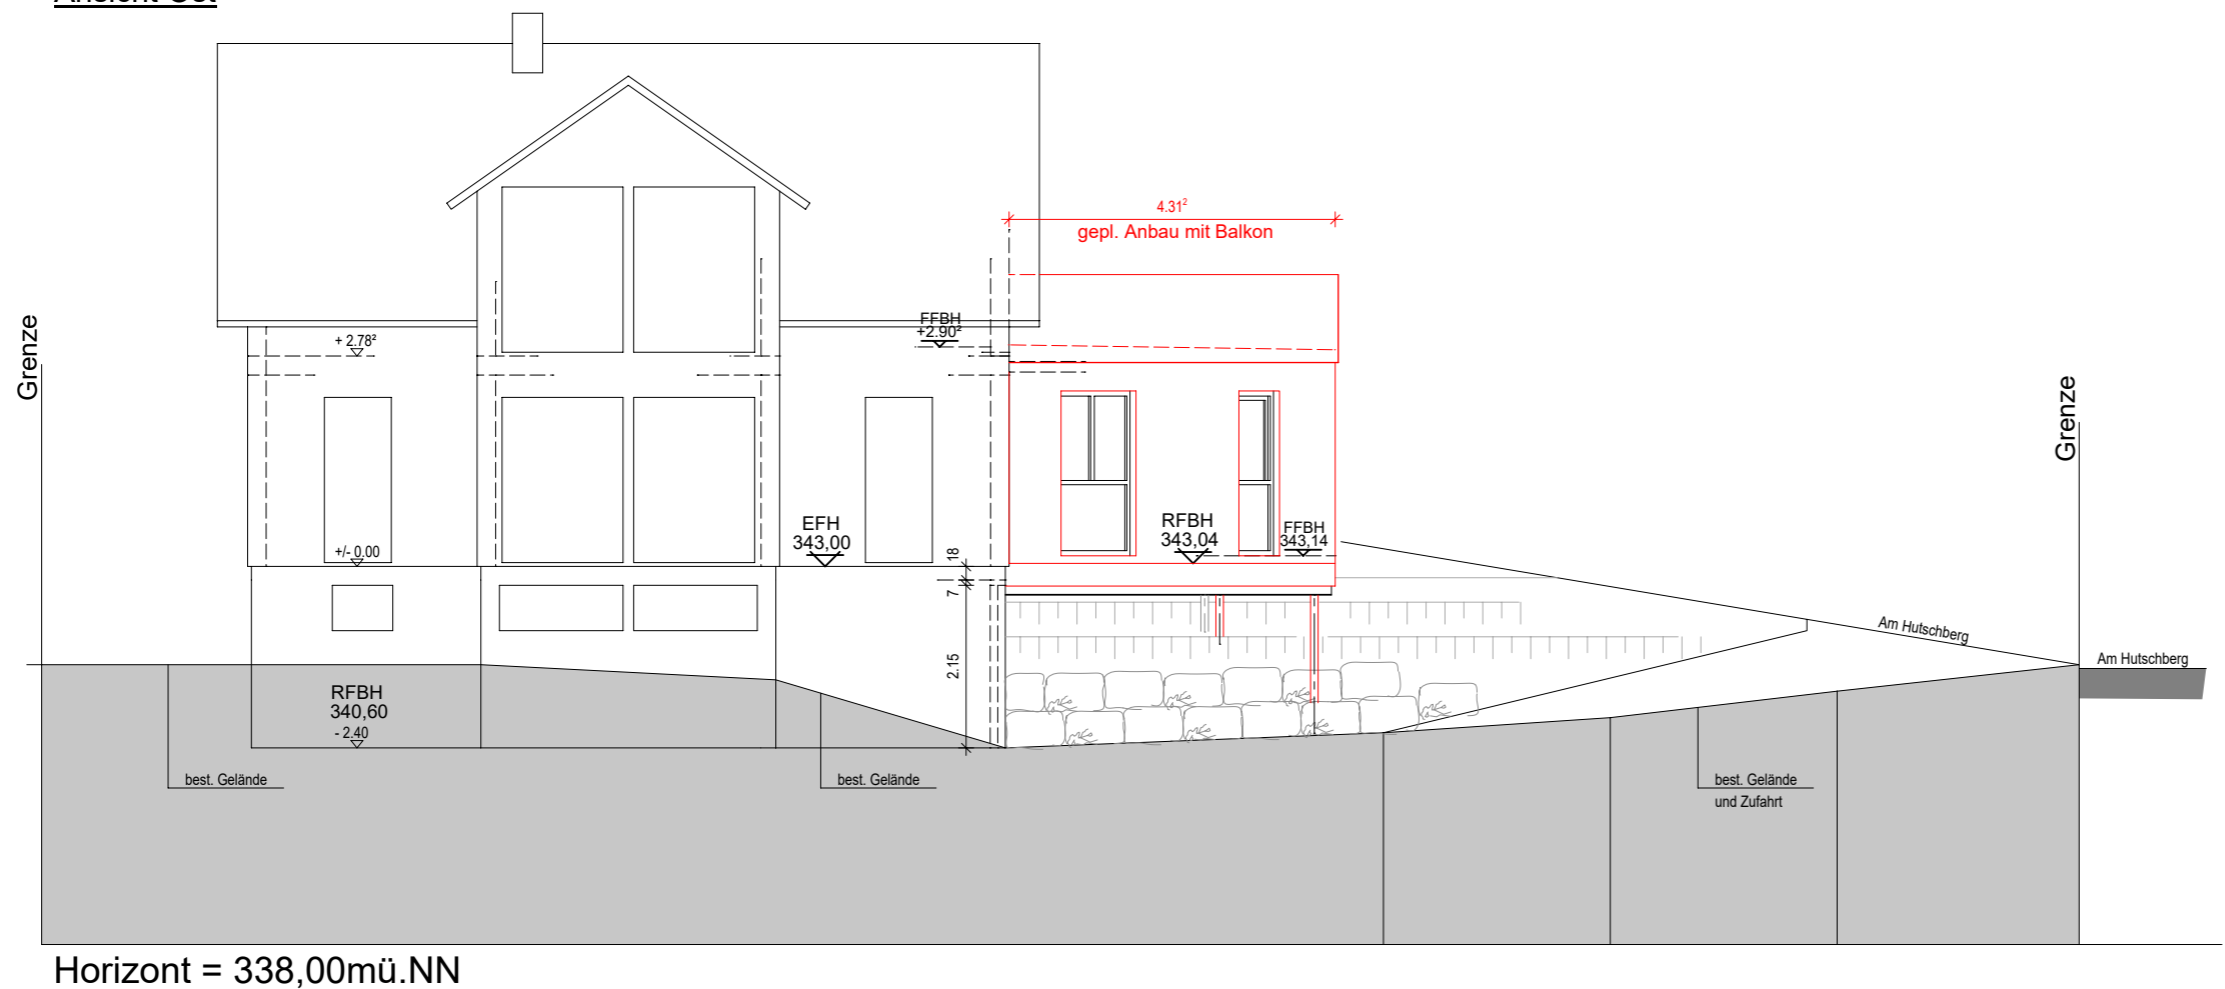 4.31²
gepl. Anbau mit Balkon
Grenze
FFBH
+2.90²
+ 2.78²
Grenze
EFH
343,00
RFBH
343,04
FFBH
343,14
+/- 0.00
18
7
2.15
Am Hutschberg
Am Hutschberg
RFBH
340,60
- 2.40
best. Gelände
best. Gelände
best. Gelände
und Zufahrt
Horizont = 338,00mü.NN